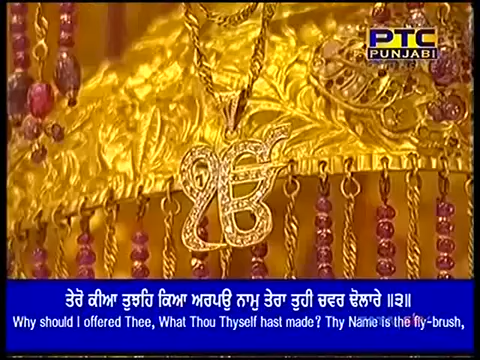 PTC
PUNJABI
ਤੇਰੋ ਕੀਆ ਤੁਝਹਿ ਕਿਆ ਅਰਪਉ ਨਾਮੁ ਤੇਰਾ ਤੁਹੀ ਚਵਰ ਢੋਲਾਰੇ ॥੩॥
Why should I offered Thee, What Thou Thyself hast made? Thy Name is the fly-brush,